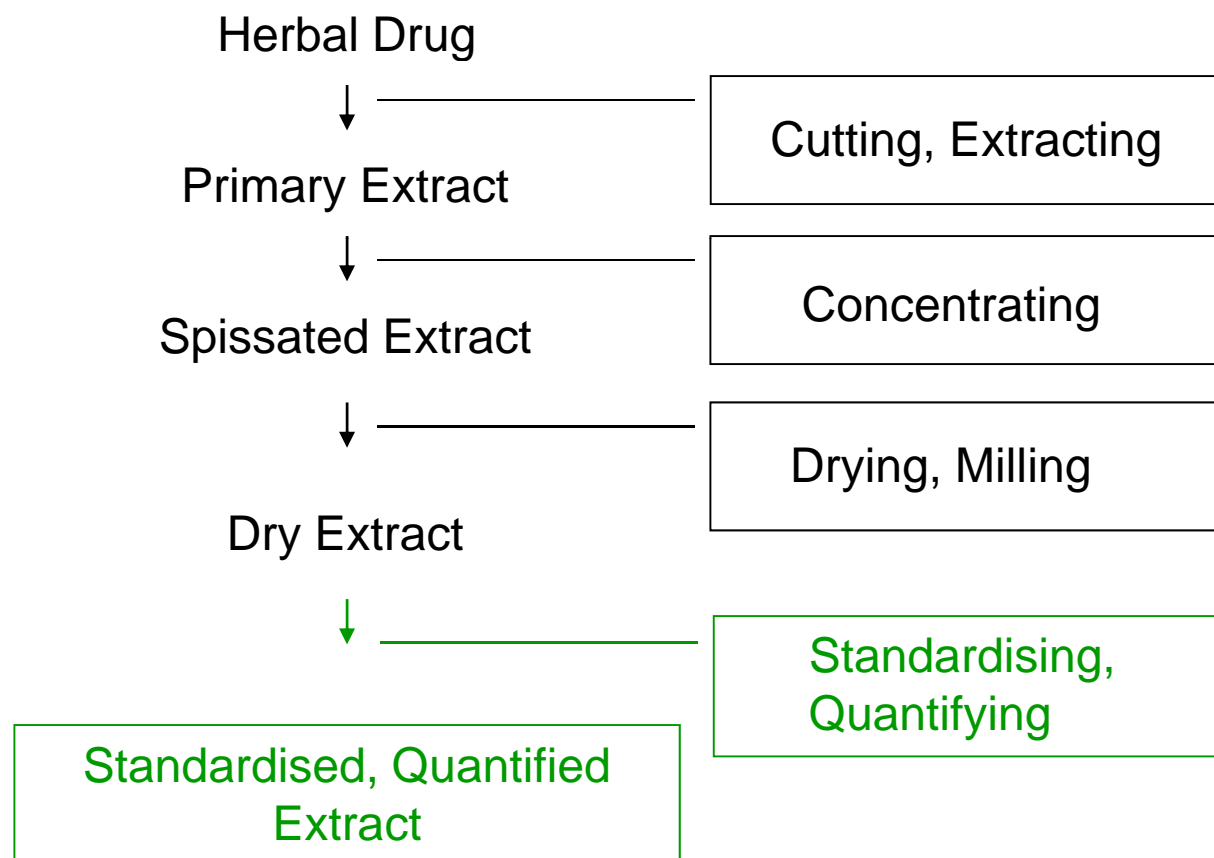 Herbal Drug
Cutting, Extracting
Primary Extract
Concentrating
Spissated Extract
Drying, Milling
Dry Extract
Standardising,
Quantifying
Standardised, Quantified
Extract